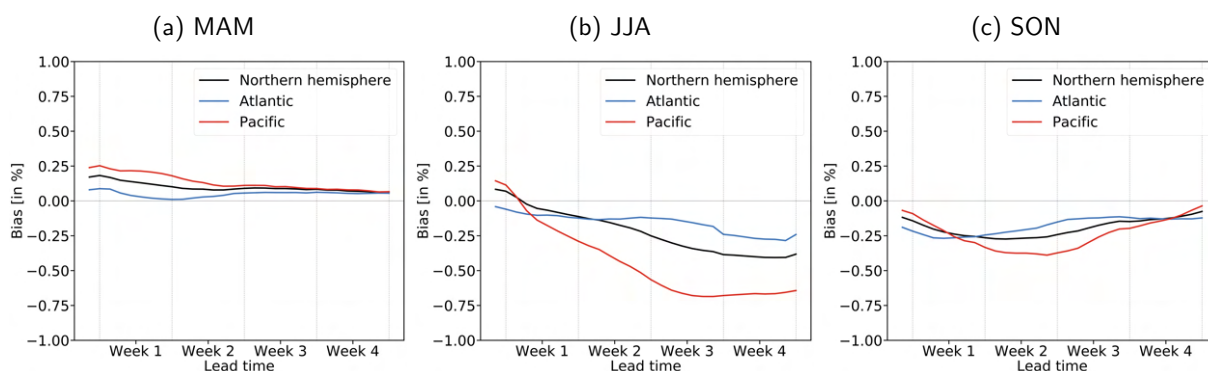 (a) MAM
(b) JJA
(c) SON
Bias [in %]
1.00
0.75
0.50
0.25
0.00
−0.25
−0.50
−0.75
−1.00
Northern hemisphere
Atlantic
Pacific
Week 1 Week 2 Week 3 Week 4
Lead time
Bias [in %]
1.00
0.75
0.50
0.25
0.00
−0.25
−0.50
−0.75
−1.00
Northern hemisphere
Atlantic
Pacific
Week 1 Week 2 Week 3 Week 4
Lead time
Bias [in %]
1.00
0.75
0.50
0.25
0.00
−0.25
−0.50
−0.75
−1.00
Northern hemisphere
Atlantic
Pacific
Week 1 Week 2 Week 3 Week 4
Lead time